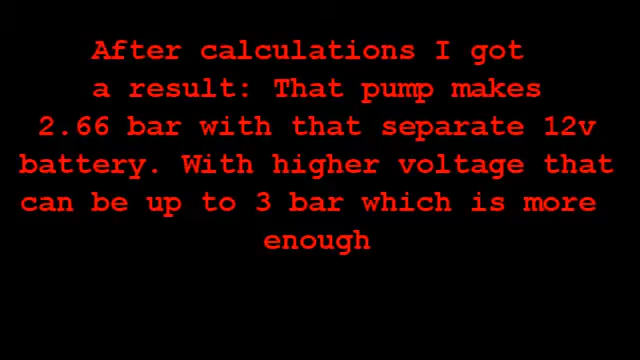 After calculations I got
a result: That pump makes
2.66 bar with that separate 12v
battery. With higher voltage that
can be up to 3 bar which is more
enough